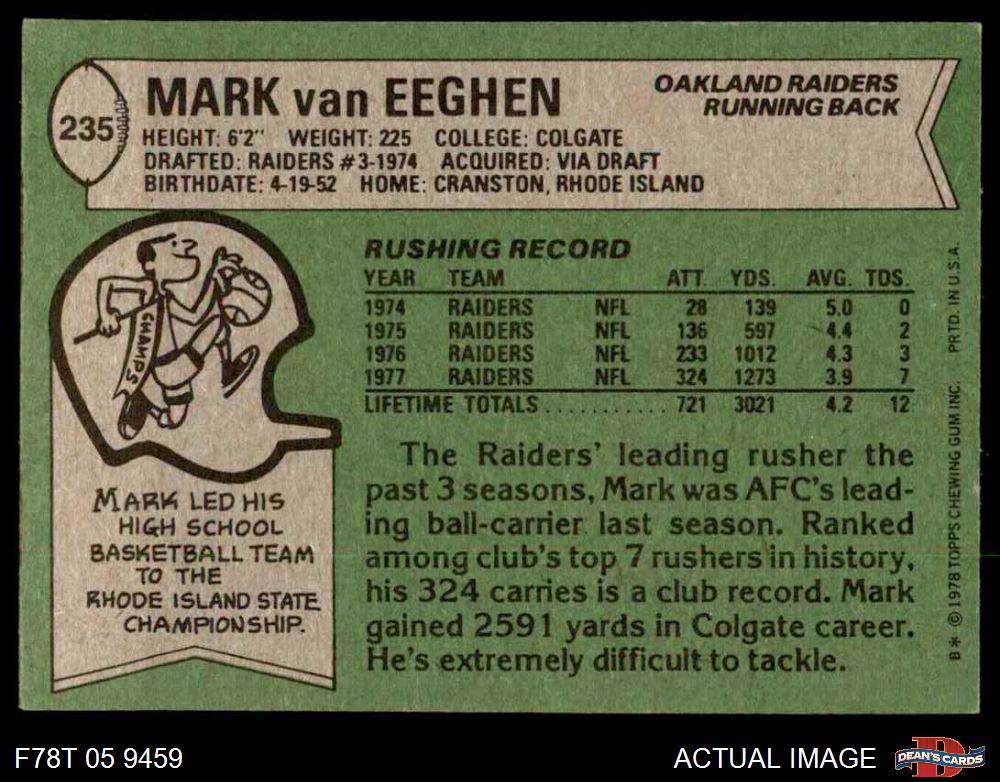 235
MARK van EEGHEN
OAKLAND RAIDERS
RUNNING BACK
HEIGHT: 6'2" WEIGHT: 225 COLLEGE: COLGATE
DRAFTED: RAIDERS #3-1974 ACQUIRED: VIA DRAFT
BIRTHDATE: 4-19-52 HOME: CRANSTON, RHODE ISLAND
CHAMPS
MARK LED HIS
HIGH SCHOOL
BASKETBALL TEAM
TO THE
RHODE ISLAND STATE
CHAMPIONSHIP.
RUSHING RECORD
YEAR TEAM ATT. YDS. AVG. TDS.
1974 RAIDERS NFL 28 139 5.0 0
1975 RAIDERS NFL 136 597 4.4 2
1976 RAIDERS NFL 233 1012 4.3 3
1977 RAIDERS NFL 324 1273 3.9 7
LIFETIME TOTALS............ 721 3021 4.2 12
The Raiders' leading rusher the
past 3 seasons, Mark was AFC's lead-
ing ball-carrier last season. Ranked
among club's top 7 rushers in history,
his 324 carries is a club record. Mark
gained 2591 yards in Colgate career.
He's extremely difficult to tackle.
B* ©1978 TOPPS CHEWING GUM INC. PRTD. IN U.S.A.
F78T 05 9459
ACTUAL IMAGE
DEAN'S CARDS